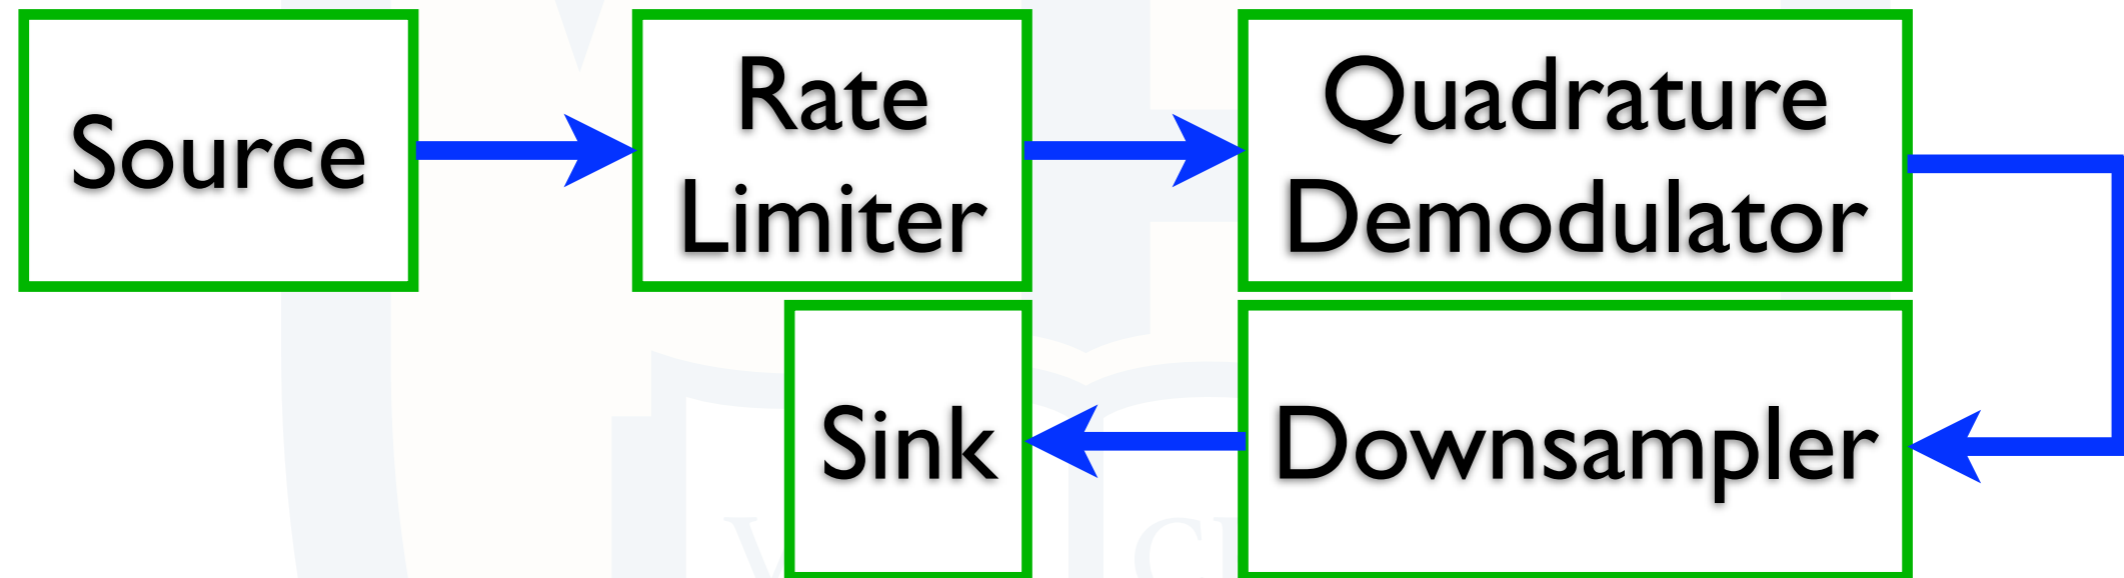 Source
Rate
Limiter
Quadrature
Demodulator
Sink
Downsampler